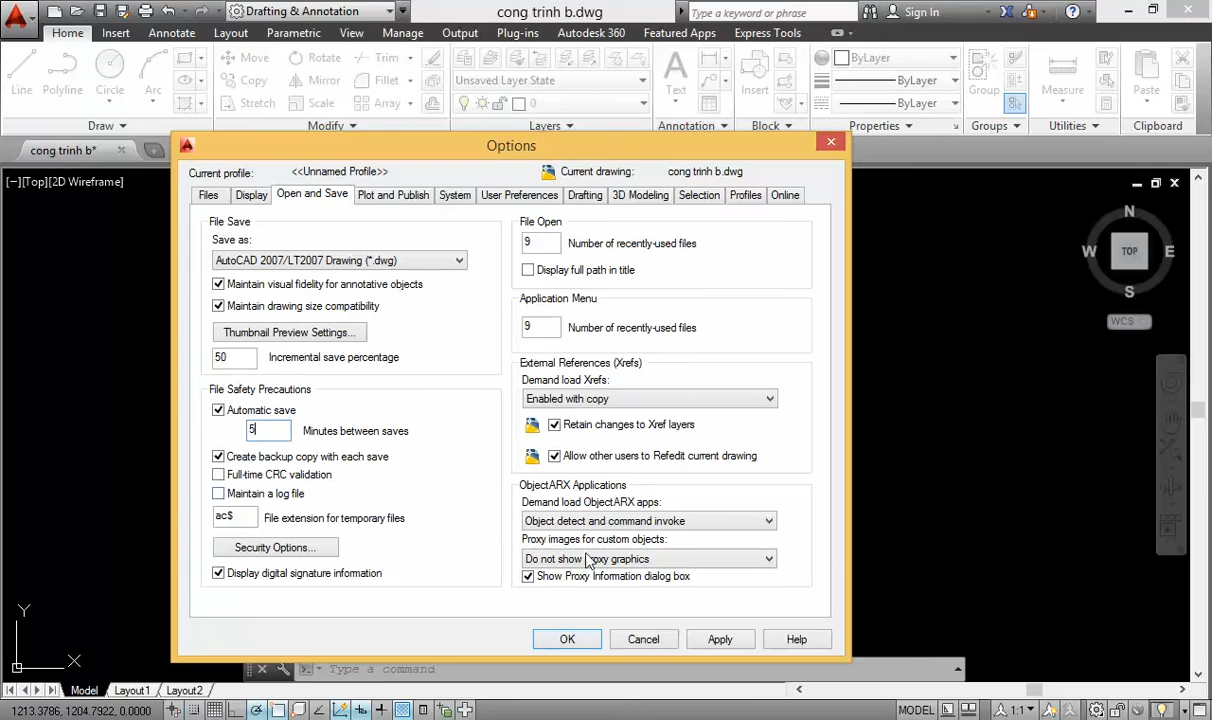 Drafting & Annotation
cong trinh b.dwg
Type a keyword or phrase
Sign In
Home Insert Annotate Layout Parametric View Manage Output Plug-ins Autodesk 360 Featured Apps Express Tools
Line
Polyline
Circle
Arc
Move Rotate Trim
Copy Mirror Fillet
Stretch Scale Array
Unsaved Layer State
0
Text
Insert
ByLayer
ByLayer
ByLayer
Group
Measure
Paste
Draw Modify Layers Annotation Block Properties Groups Utilities Clipboard
cong trinh b*
[−][Top][2D Wireframe]
N
W TOP E
S
WCS
Options
Current profile: <<Unnamed Profile>> Current drawing: cong trinh b.dwg
Files Display Open and Save Plot and Publish System User Preferences Drafting 3D Modeling Selection Profiles Online
File Save
Save as:
AutoCAD 2007/LT2007 Drawing (*.dwg)
Maintain visual fidelity for annotative objects
Maintain drawing size compatibility
Thumbnail Preview Settings...
50 Incremental save percentage
File Safety Precautions
Automatic save
5 Minutes between saves
Create backup copy with each save
Full-time CRC validation
Maintain a log file
ac$ File extension for temporary files
Security Options...
Display digital signature information
File Open
9 Number of recently-used files
Display full path in title
Application Menu
9 Number of recently-used files
External References (Xrefs)
Demand load Xrefs:
Enabled with copy
Retain changes to Xref layers
Allow other users to Refedit current drawing
ObjectARX Applications
Demand load ObjectARX apps:
Object detect and command invoke
Proxy images for custom objects:
Do not show proxy graphics
Show Proxy Information dialog box
OK Cancel Apply Help
Y
X
Type a command
Model Layout1 Layout2
1213.3786, 1204.7922, 0.0000
MODEL
1:1